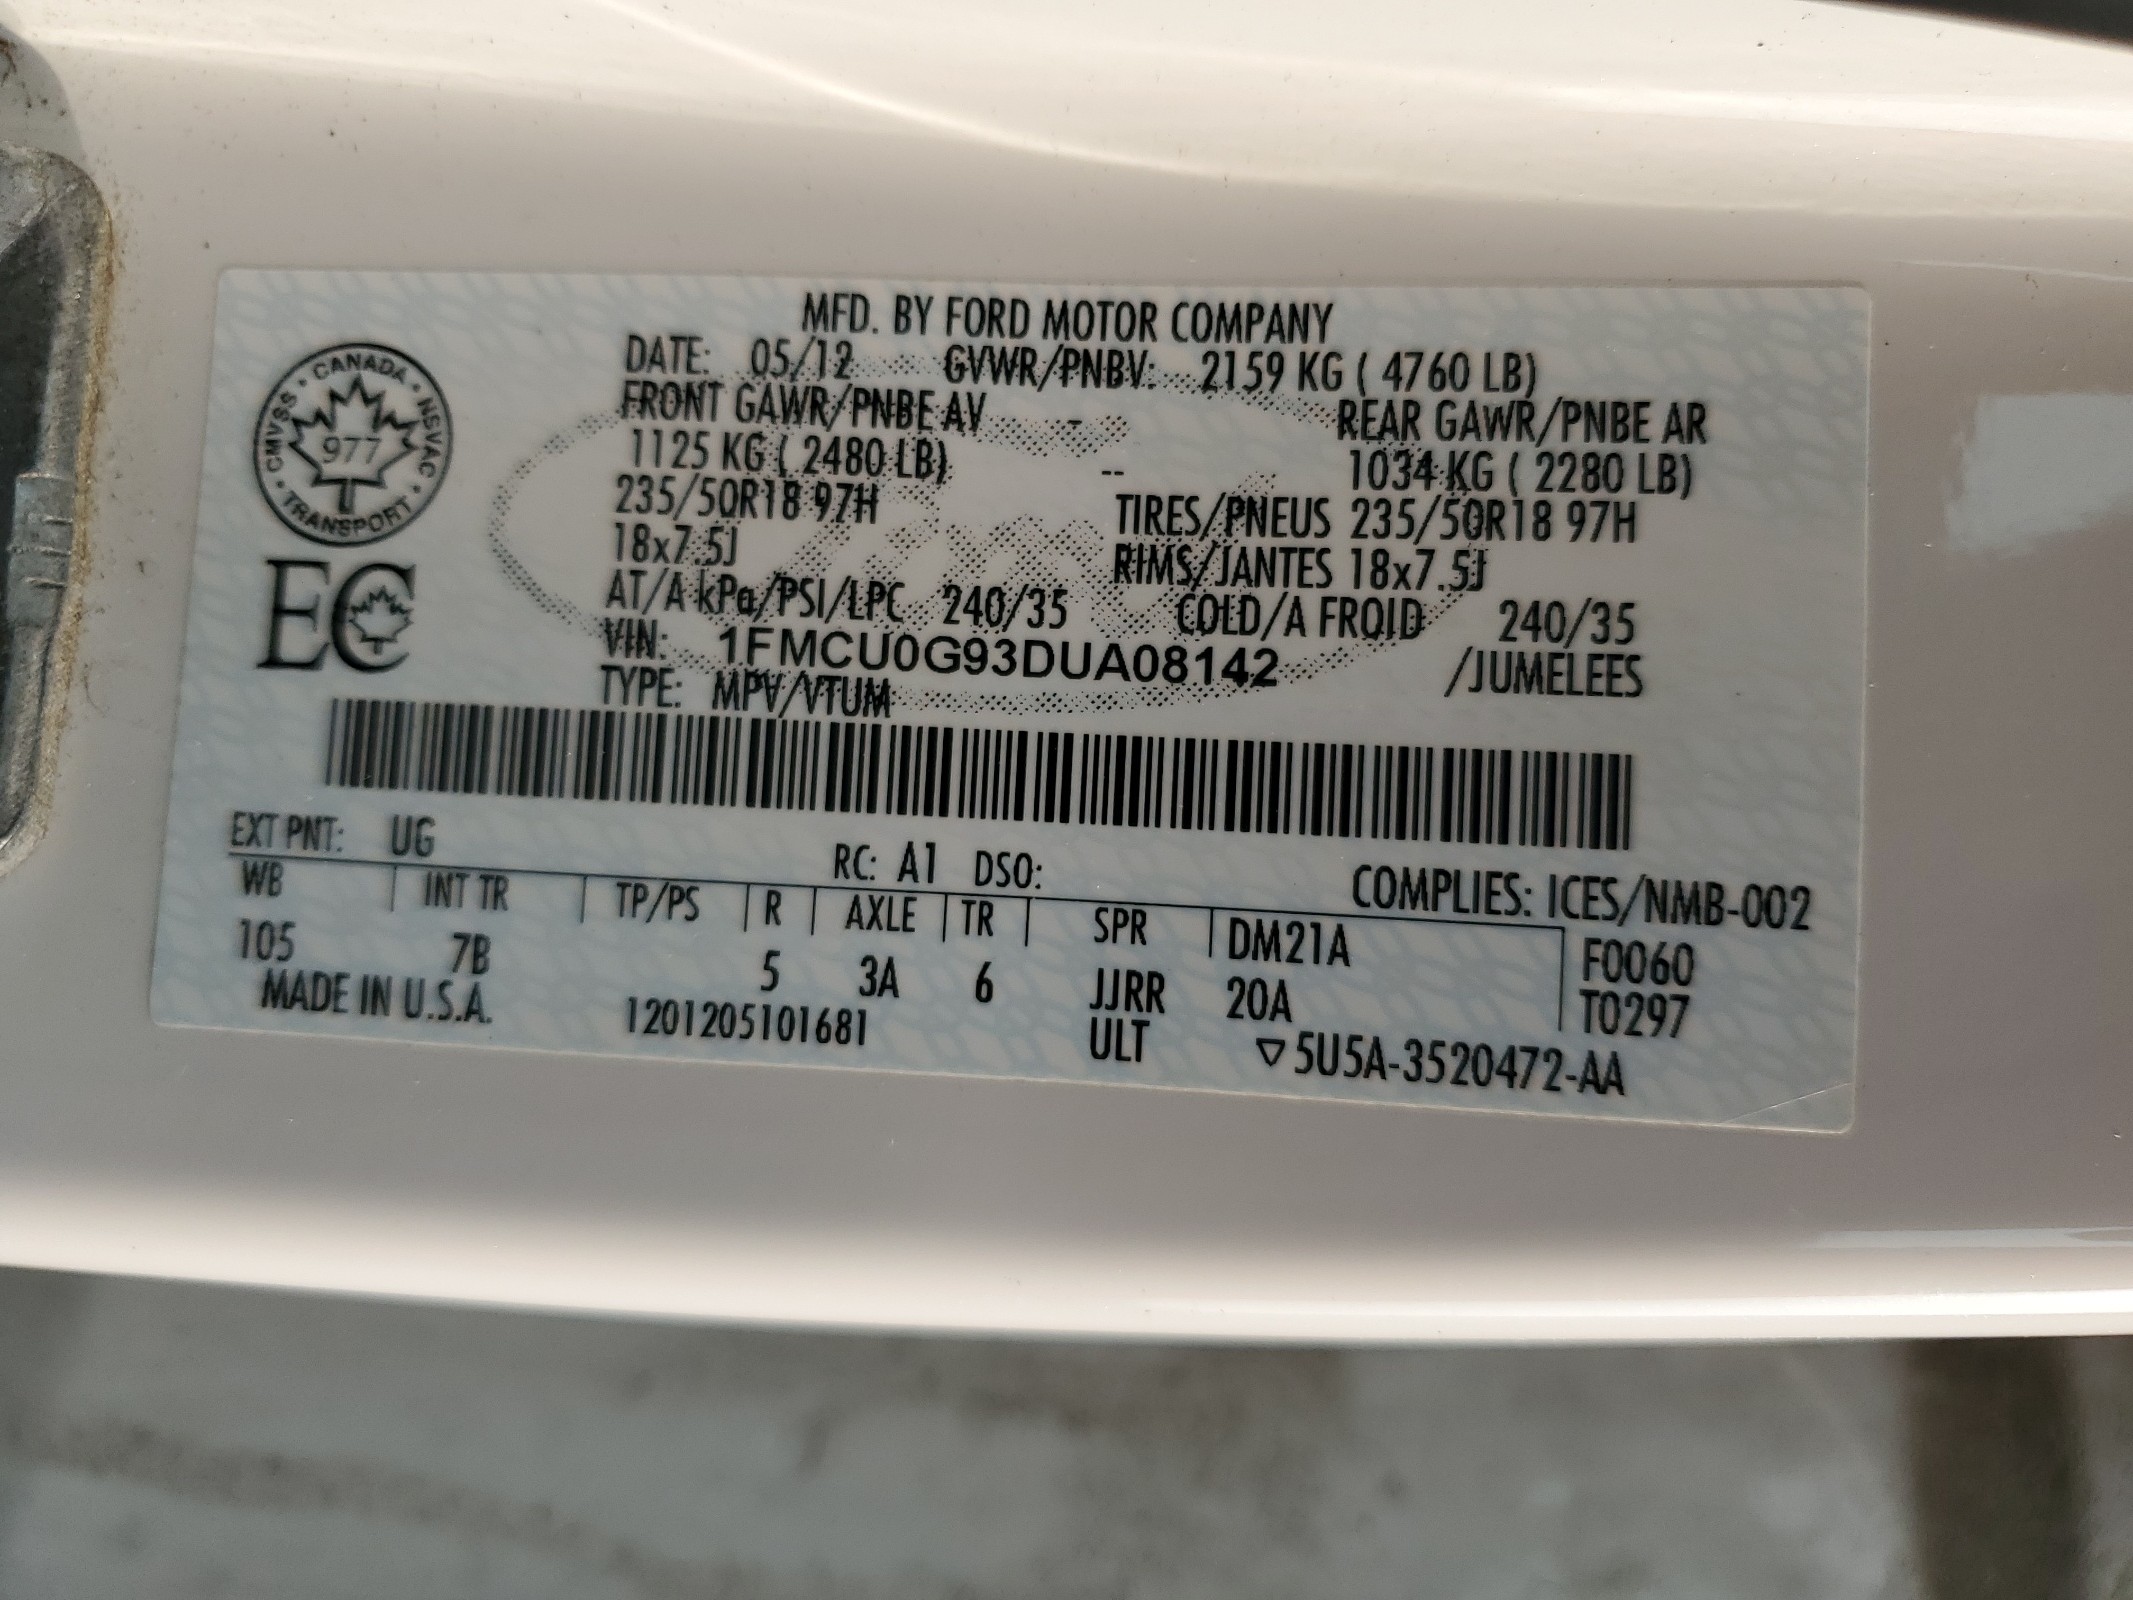 MFD. BY FORD MOTOR COMPANY
DATE: 05/12 GVWR/PNBV: 2159 KG ( 4760 LB)
FRONT GAWR/PNBE AV - REAR GAWR/PNBE AR
1125 KG ( 2480 LB) -- 1034 KG ( 2280 LB)
235/50R18 97H TIRES/PNEUS 235/50R18 97H
18x7.5J RIMS/JANTES 18x7.5J
AT/A kPa/PSI/LPC 240/35 COLD/A FROID 240/35
VIN: 1FMCU0G93DUA08142 /JUMELEES
TYPE: MPV/VTUM
CANADA
CMVSS · NSVAC
977
TRANSPORT
EC
EXT PNT: UG RC: A1 DSO:
COMPLIES: ICES/NMB-002
WB | INT TR | TP/PS | R | AXLE | TR | SPR | DM21A F0060
105 7B 5 3A 6 JJRR 20A T0297
MADE IN U.S.A. 1201205101681 ULT ▽5U5A-3520472-AA